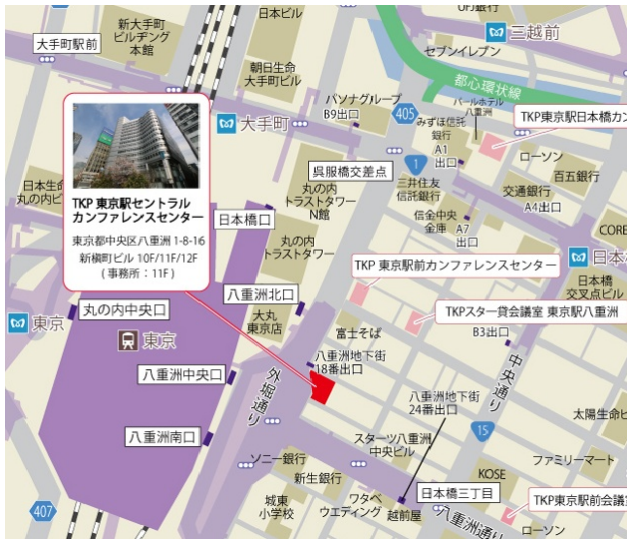 新大手町
ビルヂング
本館
日本ビル
UFJ銀行
三越前
大手町駅前
セブンイレブン
朝日生命
大手町ビル
都心環状線
パソナグループ
B9出口
405
パールホテル
八重洲
TKP東京駅日本橋カン
大手町
みずほ信託
銀行
A1
出口
ローソン
1
呉服橋交差点
三井住友
信託銀行
百五銀行
交通銀行
A4出口
日本生命
丸の内ビ
TKP 東京駅セントラル
カンファレンスセンター
東京都中央区八重洲 1-8-16
新槇町ビル 10F/11F/12F
( 事務所：11F )
丸の内
トラストタワー
N館
日本橋口
信金中央
金庫
A7
出口
CORE
丸の内
トラストタワー
日本
TKP 東京駅前カンファレンスセンター
日本橋
交叉点ビル
八重洲北口
丸の内中央口
大丸
東京店
TKPスター貸会議室 東京駅八重洲
東京
東京
富士そば
B3出口
八重洲地下街
18番出口
中央通り
八重洲中央口
外堀通り
八重洲地下街
24番出口
太陽生命
15
八重洲南口
スターツ八重洲
中央ビル
ソニー銀行
ファミリーマート
新生銀行
KOSE
日本橋三丁目
407
城東
小学校
ワタベ
ウエディング
越前屋
八重洲通り
TKP東京駅前会議
ローソン